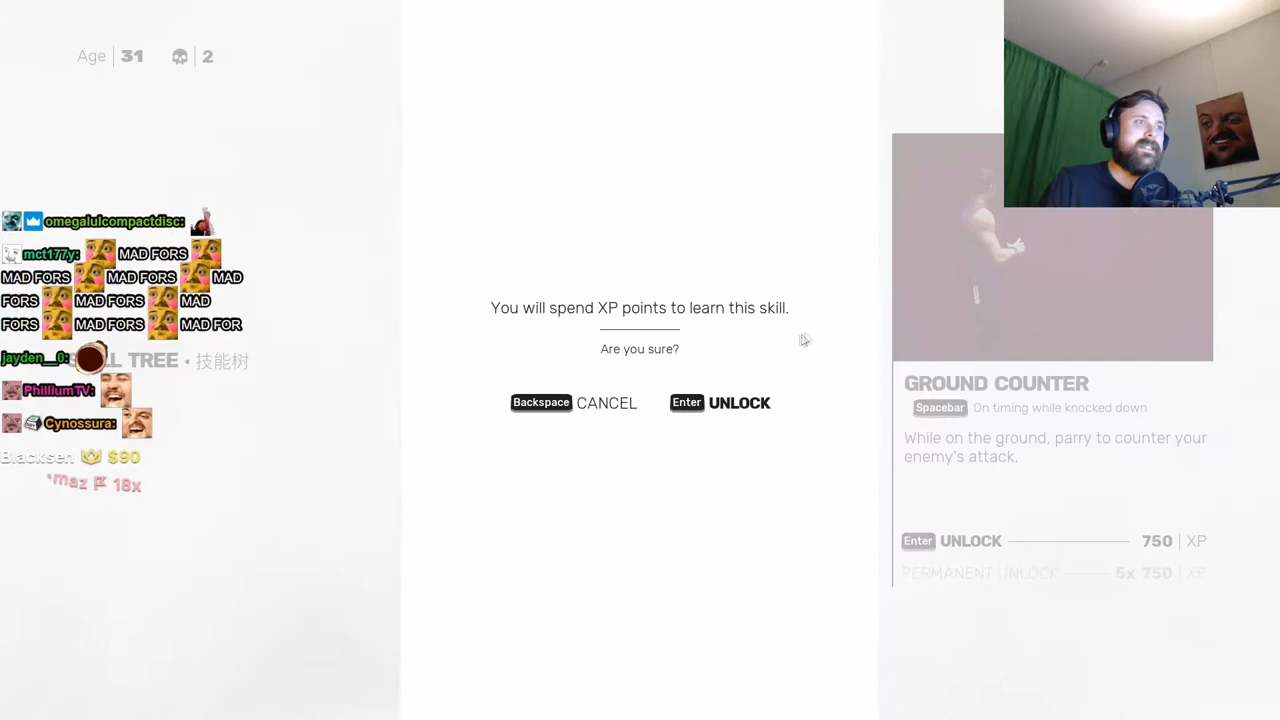 Age 31 2
omegalulcompactdisc:
mct177y: MAD FORS
MAD FORS MAD FORS MAD
FORS MAD FORS MAD
FORS MAD FORS MAD FOR
jayden__0:
LL TREE • 技能树
PhilliumTV:
Cynossura:
Blacksen $90
maz 18x
You will spend XP points to learn this skill.
Are you sure?
Backspace CANCEL Enter UNLOCK
GROUND COUNTER
Spacebar On timing while knocked down
While on the ground, parry to counter your
enemy's attack.
Enter UNLOCK 750 | XP
PERMANENT UNLOCK 5x 750 | XP